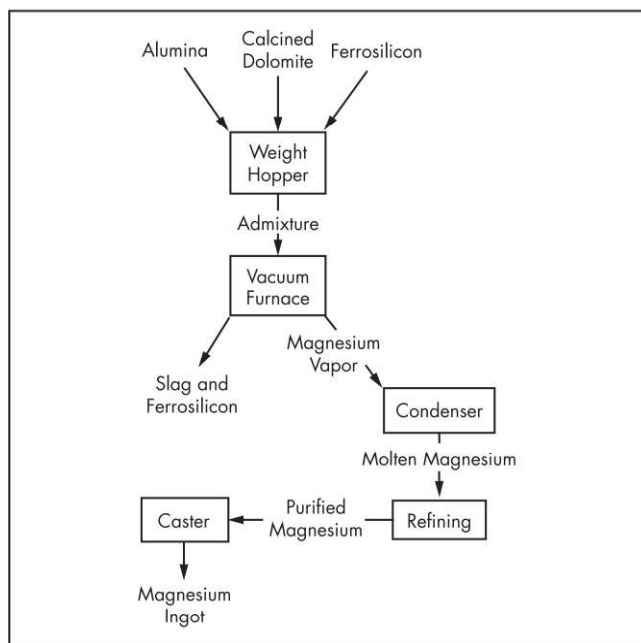 Alumina
Calcined
Dolomite
Ferrosilicon
Weight
Hopper
Admixture
Vacuum
Furnace
Magnesium
Vapor
Slag and
Ferrosilicon
Condenser
Molten Magnesium
Caster
Purified
Magnesium
Refining
Magnesium
Ingot